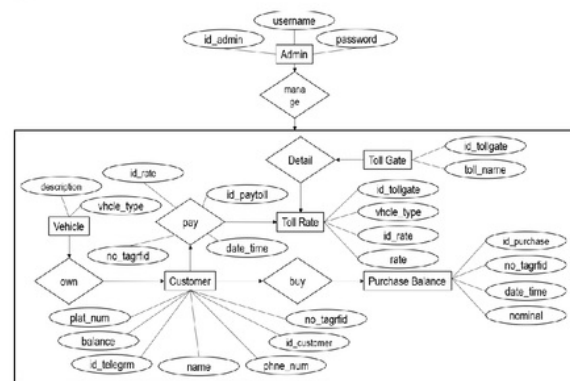 username
id_admin
password
Admin
mana
ge
id_tollgate
Detail
Toll Gate
id_rate
toll_name
description
id_paytoll
id_tollgate
vhcle_type
vhcle_type
Vehicle
pay
Toll Rate
id_rate
no_tagrfid
date_time
rate
id_purchase
own
Customer
buy
Purchase Balance
no_tagrfid
plat_num
no_tagrfid
date_time
balance
id_customer
nominal
id_telegrm
name
phne_num